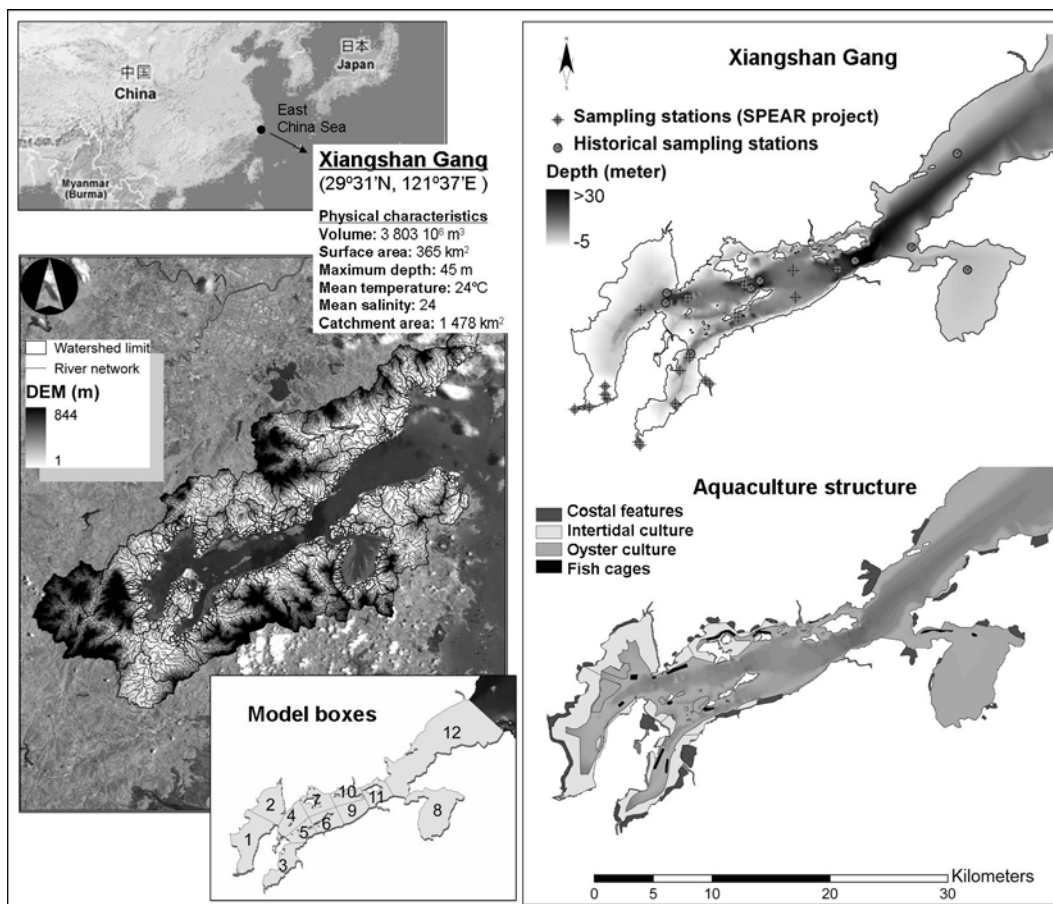 中国
China
日本
Japan
East
China Sea
Myanmar
(Burma)
Xiangshan Gang
(29º31'N, 121º37'E )
Physical characteristics
Volume: 3 803 10⁶ m³
Surface area: 365 km²
Maximum depth: 45 m
Mean temperature: 24ºC
Mean salinity: 24
Catchment area: 1 478 km²
Watershed limit
River network
DEM (m)
844
1
Model boxes
12
2
7
10
11
4
9
8
1
5
6
3
N
Xiangshan Gang
Sampling stations (SPEAR project)
Historical sampling stations
Depth (meter)
>30
-5
Aquaculture structure
Costal features
Intertidal culture
Oyster culture
Fish cages
Kilometers
0 5 10 20 30